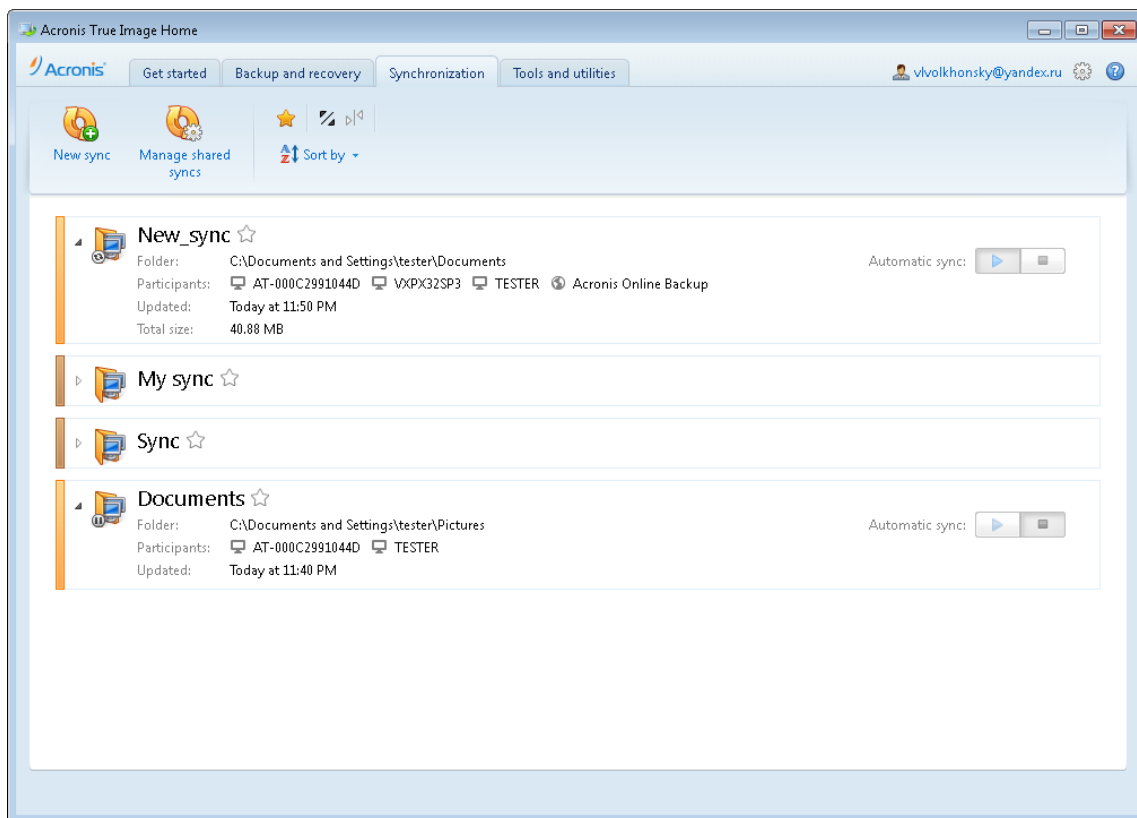 Acronis True Image Home
Acronis
Get started
Backup and recovery
Synchronization
Tools and utilities
vlvolkhonsky@yandex.ru
New sync
Manage shared
syncs
Sort by
New_sync
Folder: C:\Documents and Settings\tester\Documents
Automatic sync:
Participants: AT-000C2991044D VXPX32SP3 TESTER Acronis Online Backup
Updated: Today at 11:50 PM
Total size: 40.88 MB
My sync
Sync
Documents
Folder: C:\Documents and Settings\tester\Pictures
Automatic sync:
Participants: AT-000C2991044D TESTER
Updated: Today at 11:40 PM